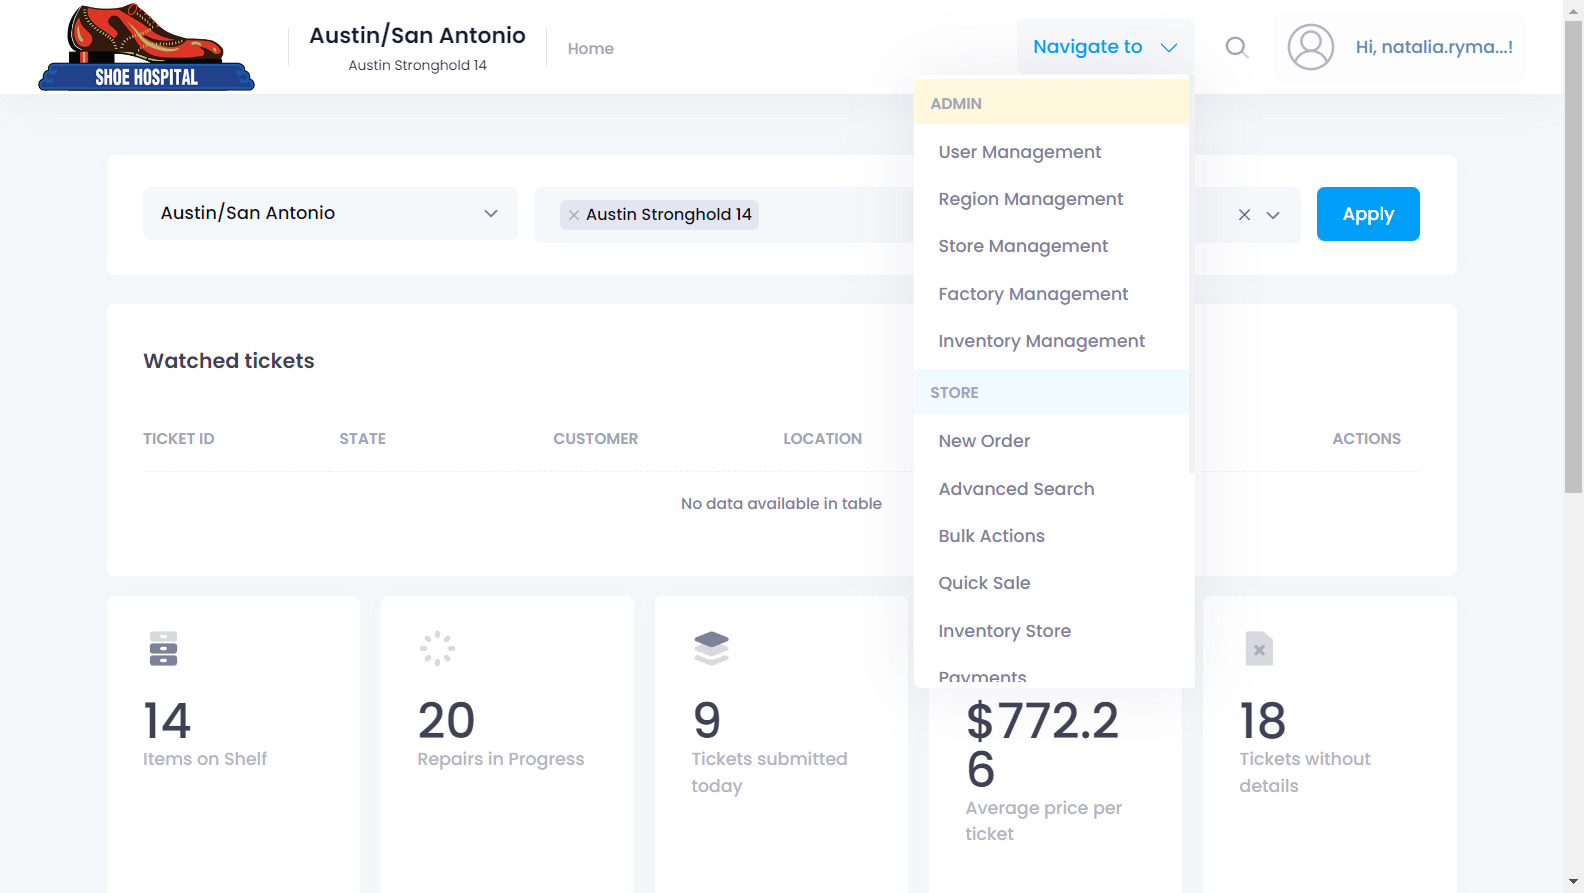 SHOE HOSPITAL
Austin/San Antonio
Austin Stronghold 14
Home
Navigate to
Hi, natalia.ryma...!
ADMIN
User Management
Region Management
Store Management
Factory Management
Inventory Management
STORE
New Order
Advanced Search
Bulk Actions
Quick Sale
Inventory Store
Payments
Austin/San Antonio
Austin Stronghold 14
Apply
Watched tickets
TICKET ID STATE CUSTOMER LOCATION ACTIONS
No data available in table
14
Items on Shelf
20
Repairs in Progress
9
Tickets submitted
today
$772.2
6
Average price per
ticket
18
Tickets without
details